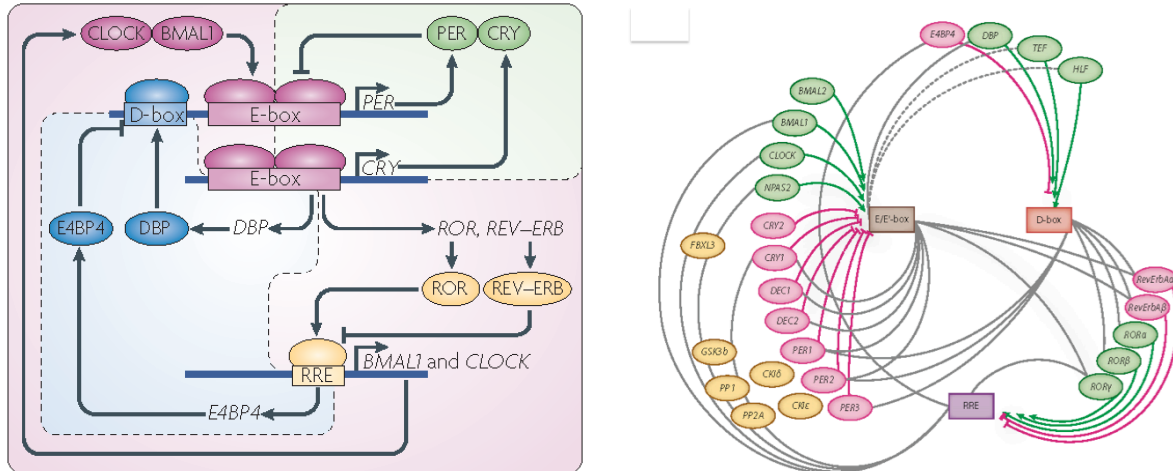 CLOCK
BMAL1
PER
CRY
D-box
E-box
PER
E-box
CRY
E4BP4
DBP
DBP
ROR, REV–ERB
ROR
REV–ERB
BMAL1 and CLOCK
RRE
E4BP4
E4BP4
DBP
TEF
HLF
BMAL2
BMAL1
CLOCK
NPAS2
CRY2
E/E'-box
D-box
FBXL3
CRY1
DEC1
DEC2
RevErbAα
RevErbAβ
RORα
RORβ
RORγ
GSK3b
PER1
CKIδ
PER2
PP1
CKIε
PER3
PP2A
RRE